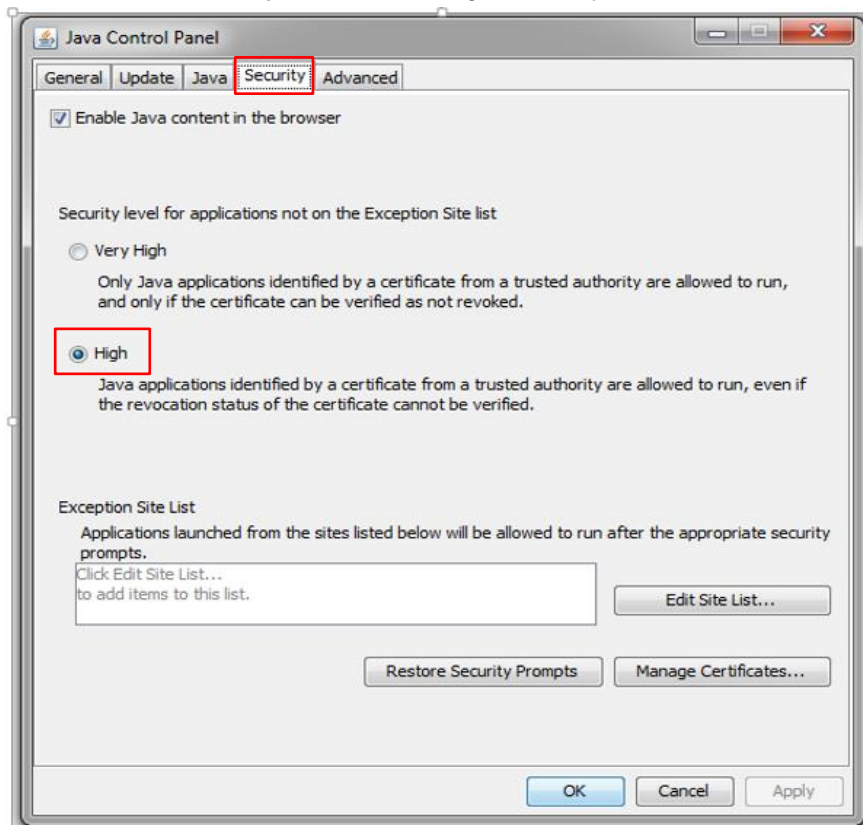 Java Control Panel
General Update Java Security Advanced
Enable Java content in the browser
Security level for applications not on the Exception Site list
Very High
Only Java applications identified by a certificate from a trusted authority are allowed to run,
and only if the certificate can be verified as not revoked.
High
Java applications identified by a certificate from a trusted authority are allowed to run, even if
the revocation status of the certificate cannot be verified.
Exception Site List
Applications launched from the sites listed below will be allowed to run after the appropriate security
prompts.
Click Edit Site List...
to add items to this list.
Edit Site List...
Restore Security Prompts Manage Certificates...
OK Cancel Apply